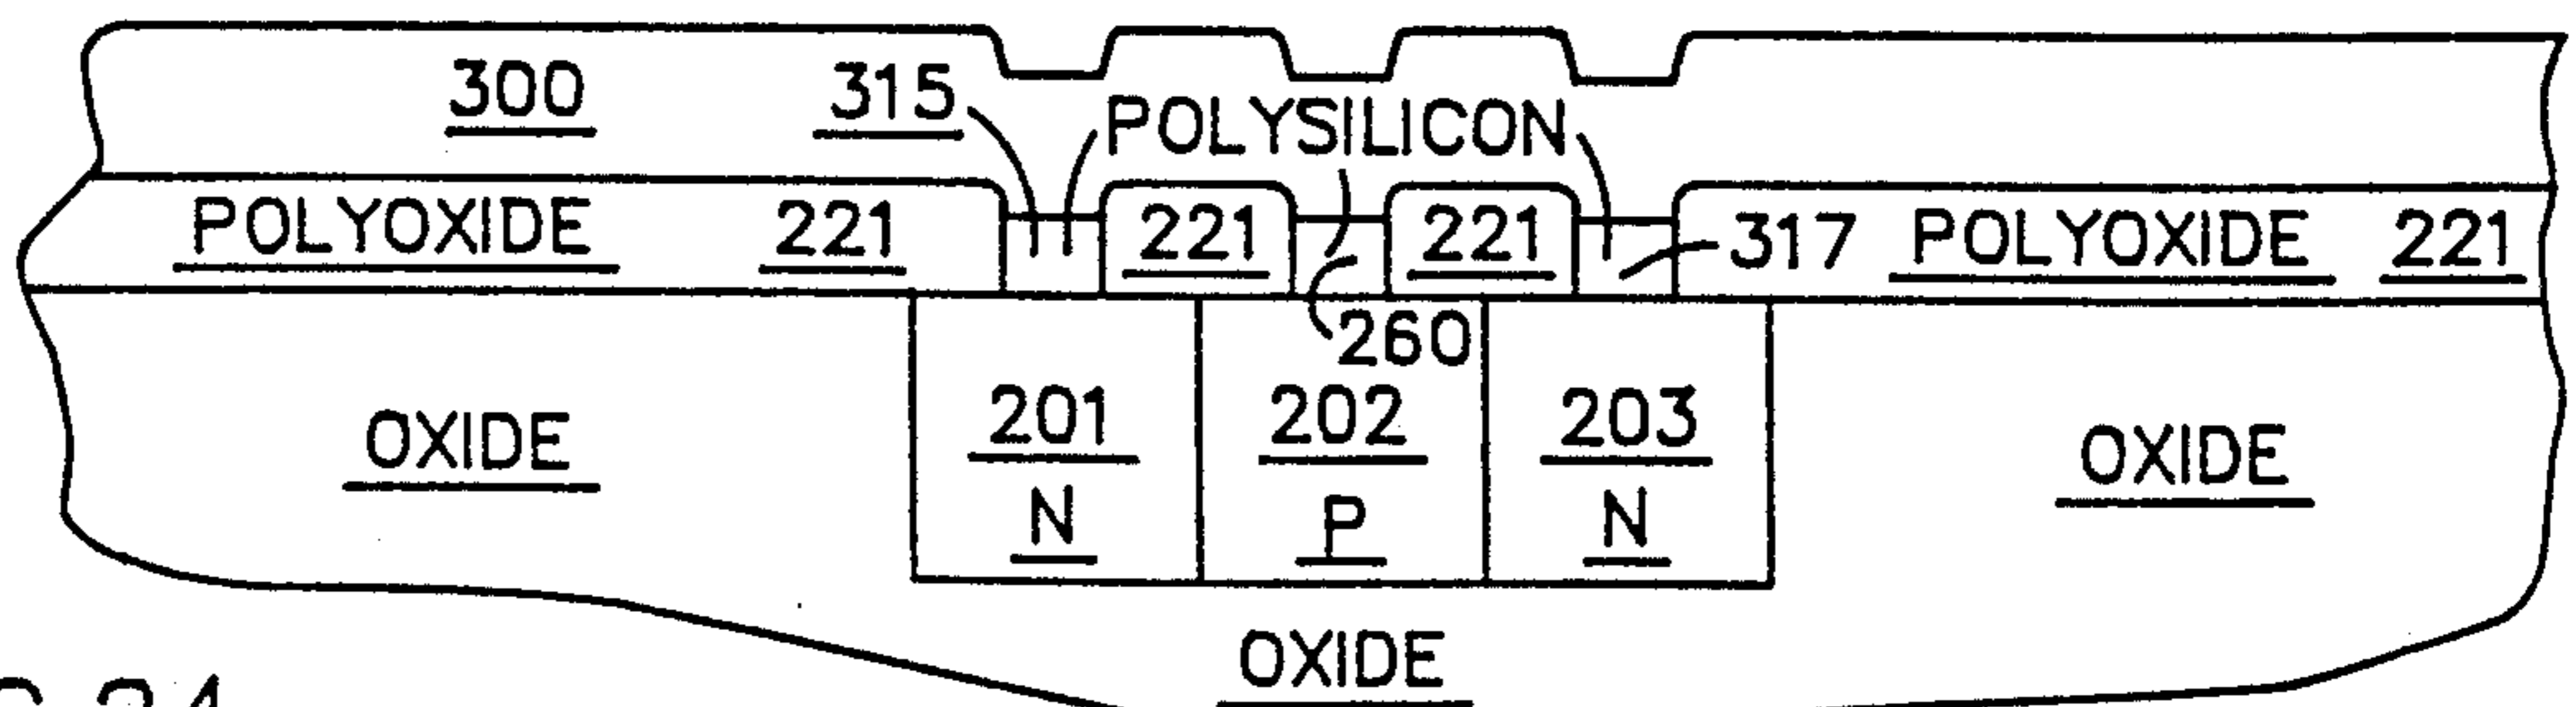 300
315
POLYSILICON
POLYOXIDE 221 221 221 317 POLYOXIDE 221
260
201 202 203
OXIDE N P N OXIDE
OXIDE